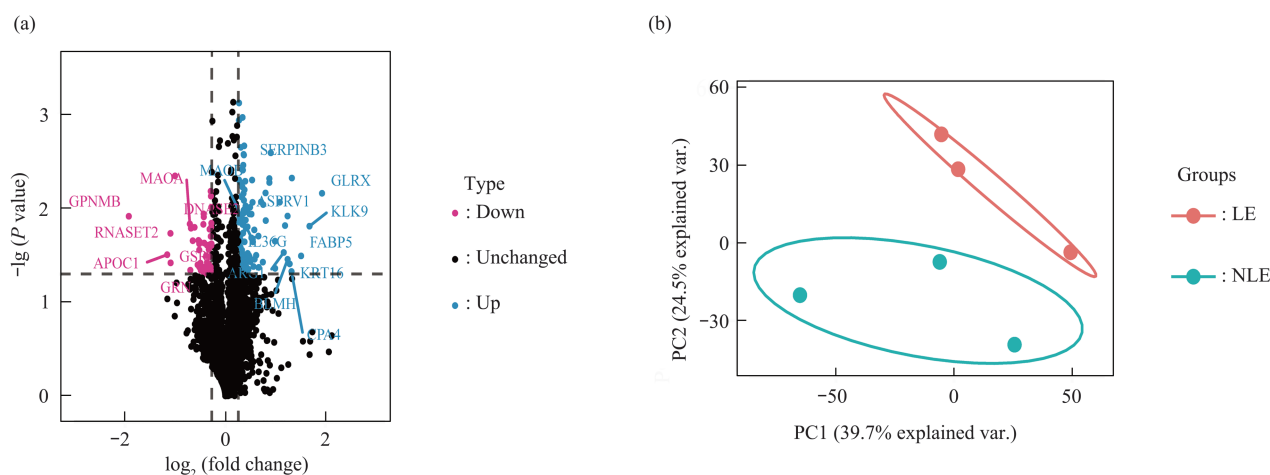 (a)
3
2
1
0
−2
0
2
−lg (P value)
log₂ (fold change)
SERPINB3
MAOA
GLRX
GPNMB
ASPRV1
KLK9
RNASET2
FABP5
IL36G
APOC1
KRT16
GRN
BLMH
CPA4
Type
: Down
: Unchanged
: Up
(b)
60
30
0
−30
−50
0
50
PC2 (24.5% explained var.)
PC1 (39.7% explained var.)
Groups
: LE
: NLE